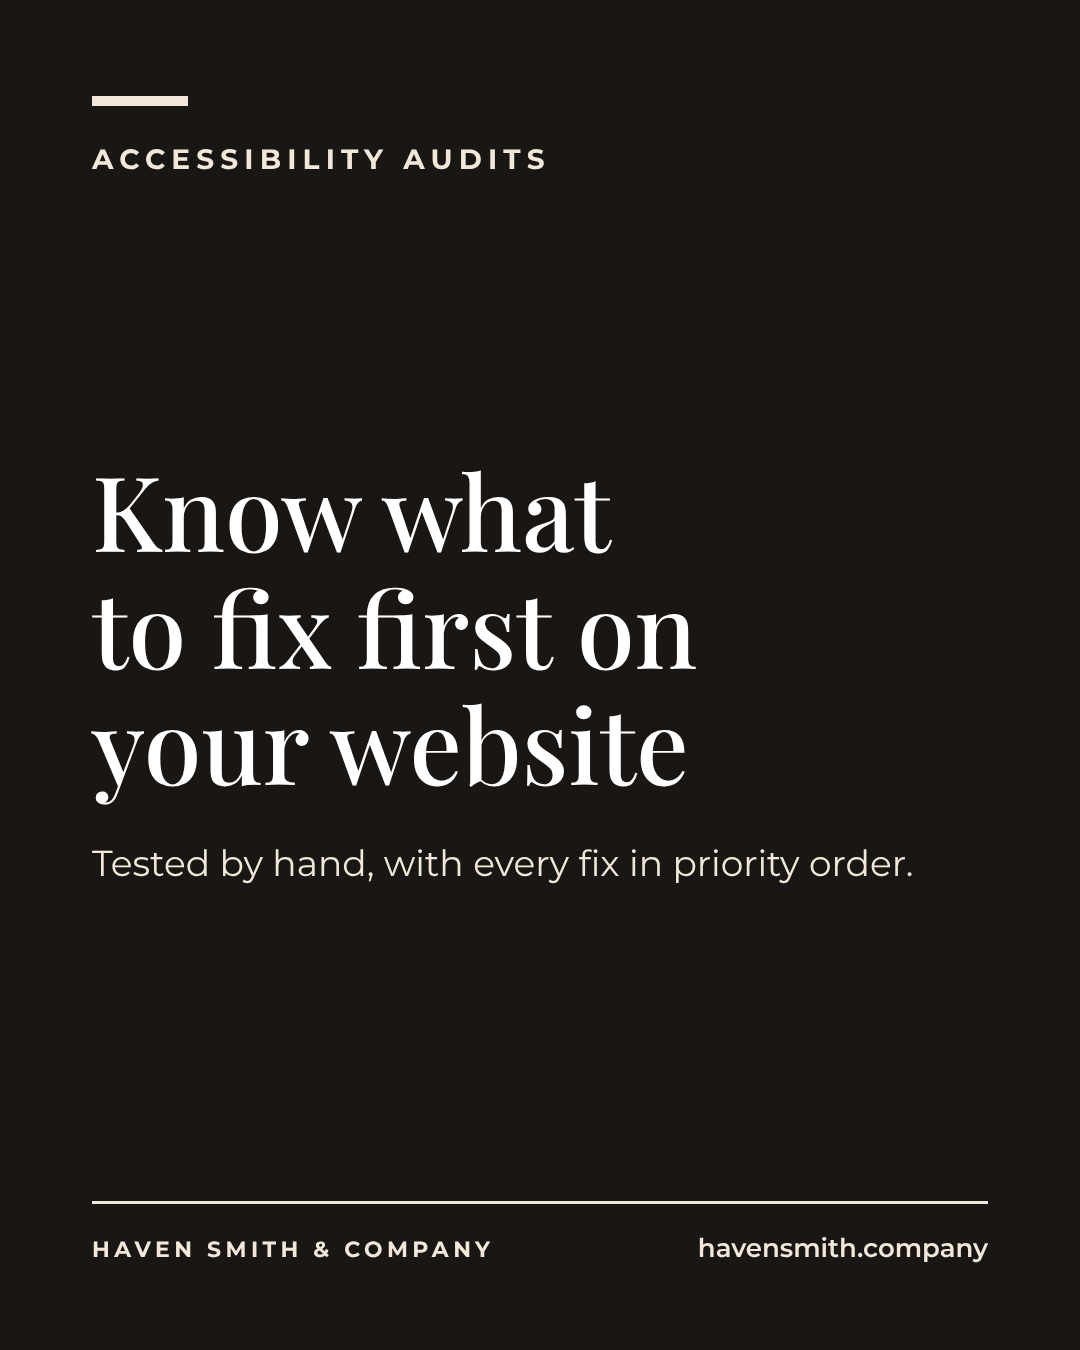 ACCESSIBILITY AUDITS
Know what
to fix first on
your website
Tested by hand, with every fix in priority order.
HAVEN SMITH & COMPANY
havensmith.company